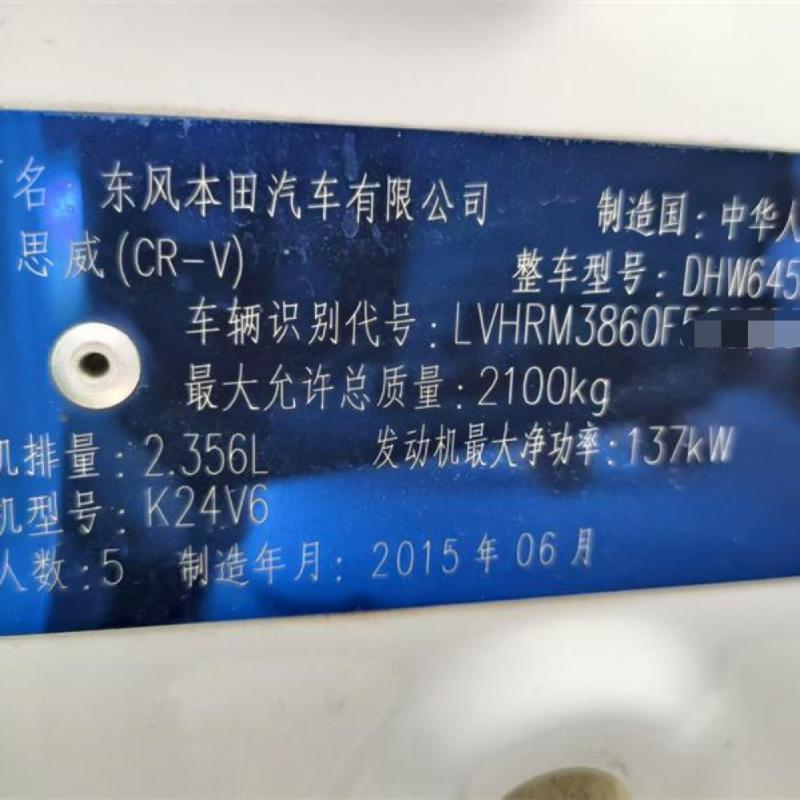 名：东风本田汽车有限公司 制造国：中华人
思威(CR-V) 整车型号：DHW645
车辆识别代号：LVHRM3860F5
最大允许总质量：2100kg
机排量：2.356L 发动机最大净功率：137kW
机型号：K24V6
人数：5 制造年月：2015年06月